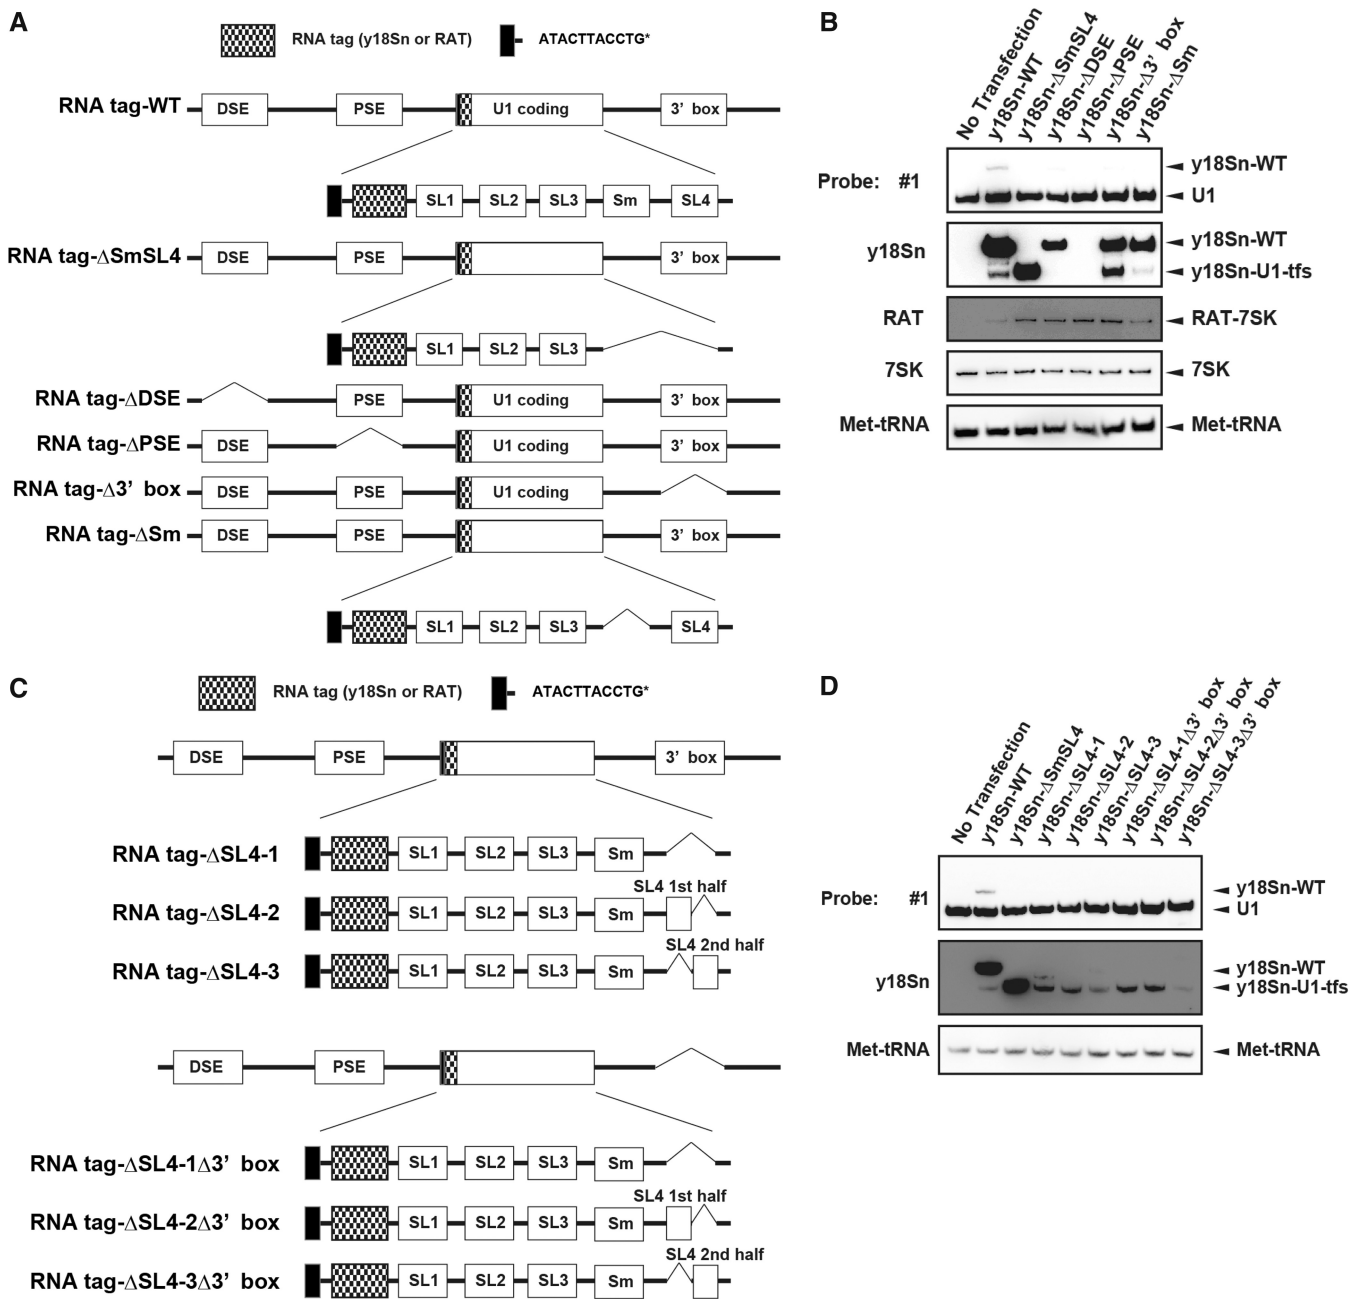 A
RNA tag (y18Sn or RAT)
ATACTTACCTG*
RNA tag-WT
DSE
PSE
U1 coding
3' box
SL1
SL2
SL3
Sm
SL4
RNA tag-ΔSmSL4
DSE
PSE
3' box
SL1
SL2
SL3
RNA tag-ΔDSE
PSE
U1 coding
3' box
RNA tag-ΔPSE
DSE
U1 coding
3' box
RNA tag-Δ3' box
DSE
PSE
U1 coding
RNA tag-ΔSm
DSE
PSE
3' box
SL1
SL2
SL3
SL4
B
No Transfection
y18Sn-WT
y18Sn-ΔSmSL4
y18Sn-ΔDSE
y18Sn-ΔPSE
y18Sn-Δ3' box
y18Sn-ΔSm
Probe: #1
y18Sn-WT
U1
y18Sn
y18Sn-WT
y18Sn-U1-tfs
RAT
RAT-7SK
7SK
7SK
Met-tRNA
Met-tRNA
C
RNA tag (y18Sn or RAT)
ATACTTACCTG*
DSE
PSE
3' box
RNA tag-ΔSL4-1
SL1
SL2
SL3
Sm
SL4 1st half
RNA tag-ΔSL4-2
SL1
SL2
SL3
Sm
SL4 2nd half
RNA tag-ΔSL4-3
SL1
SL2
SL3
Sm
DSE
PSE
RNA tag-ΔSL4-1Δ3' box
SL1
SL2
SL3
Sm
SL4 1st half
RNA tag-ΔSL4-2Δ3' box
SL1
SL2
SL3
Sm
SL4 2nd half
RNA tag-ΔSL4-3Δ3' box
SL1
SL2
SL3
Sm
D
No Transfection
y18Sn-WT
y18Sn-ΔSmSL4
y18Sn-ΔSL4-1
y18Sn-ΔSL4-2
y18Sn-ΔSL4-3
y18Sn-ΔSL4-1Δ3' box
y18Sn-ΔSL4-2Δ3' box
y18Sn-ΔSL4-3Δ3' box
Probe: #1
y18Sn-WT
U1
y18Sn
y18Sn-WT
y18Sn-U1-tfs
Met-tRNA
Met-tRNA